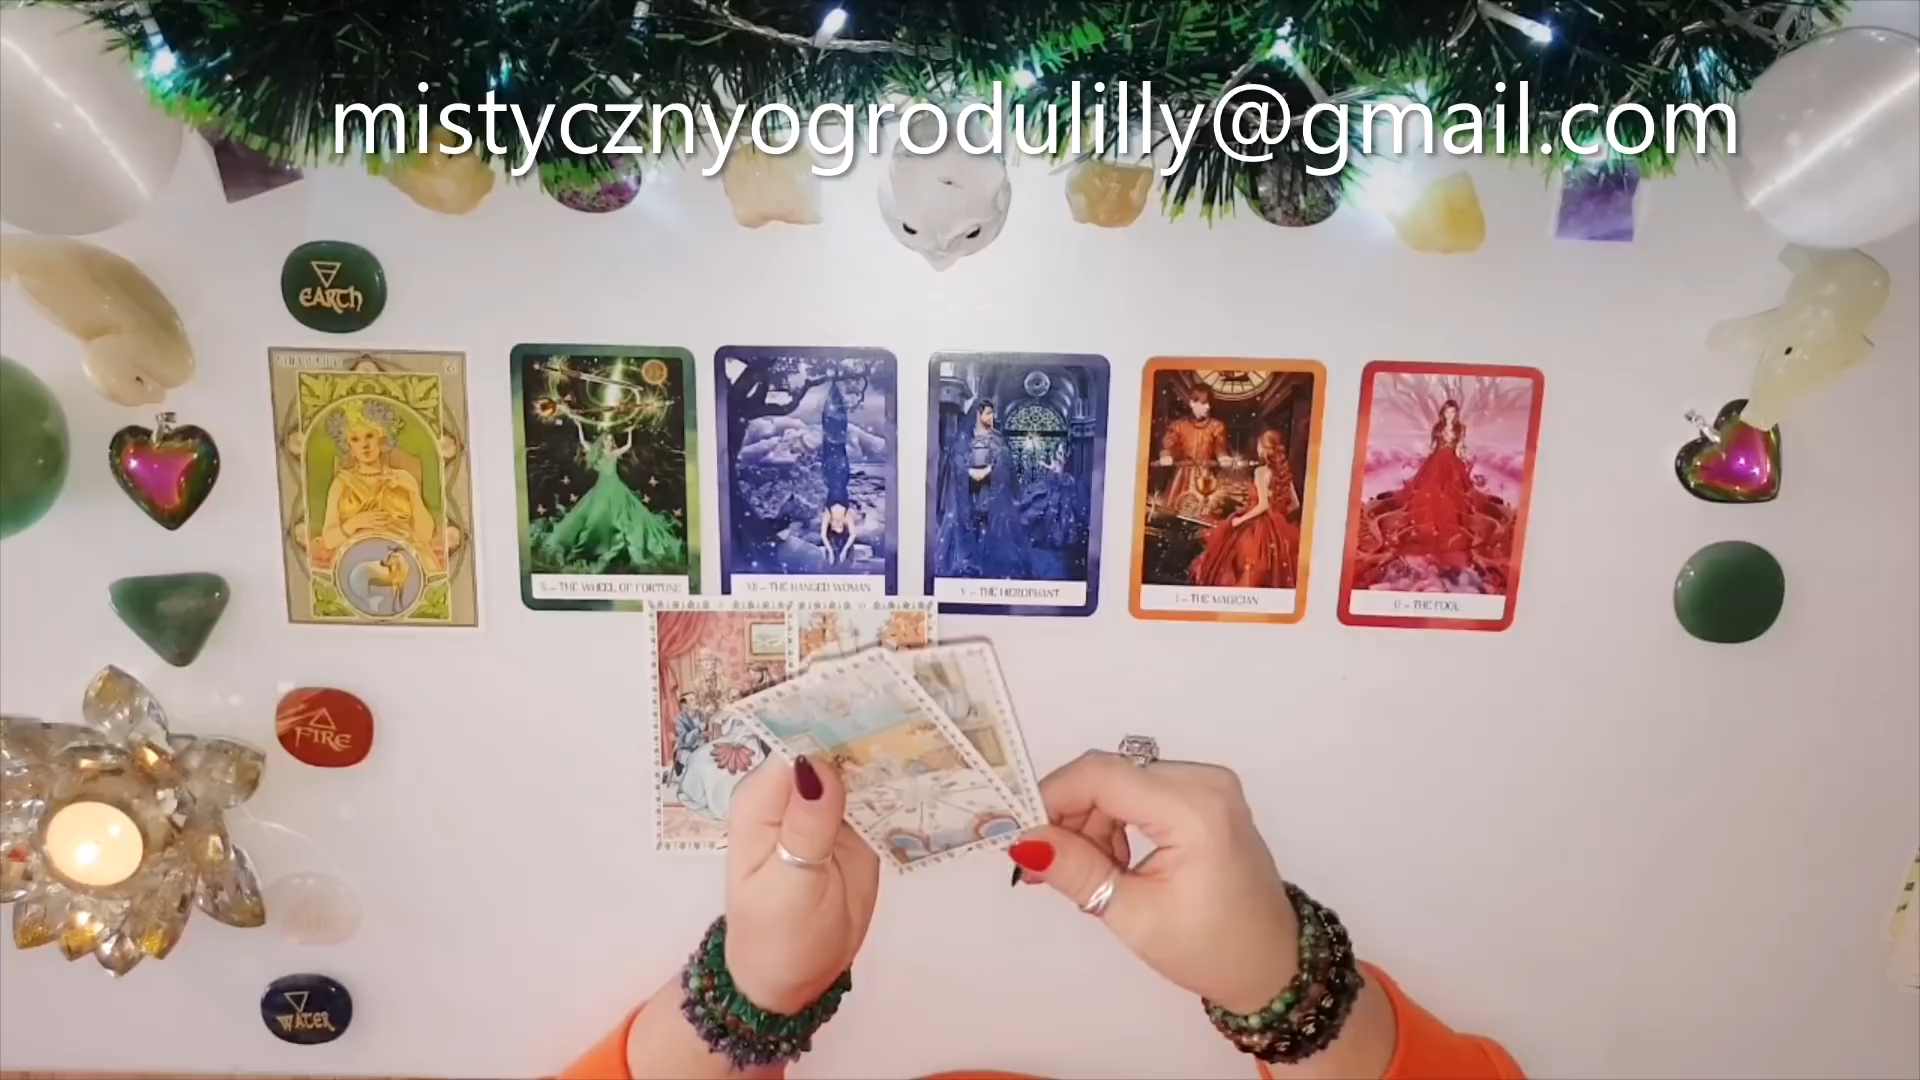 mistycznyogrodulilly@gmail.com
EARTH
X – THE WHEEL OF FORTUNE
XII – THE HANGED WOMAN
V – THE HIEROPHANT
I – THE MAGICIAN
0 – THE FOOL
FIRE
WATER